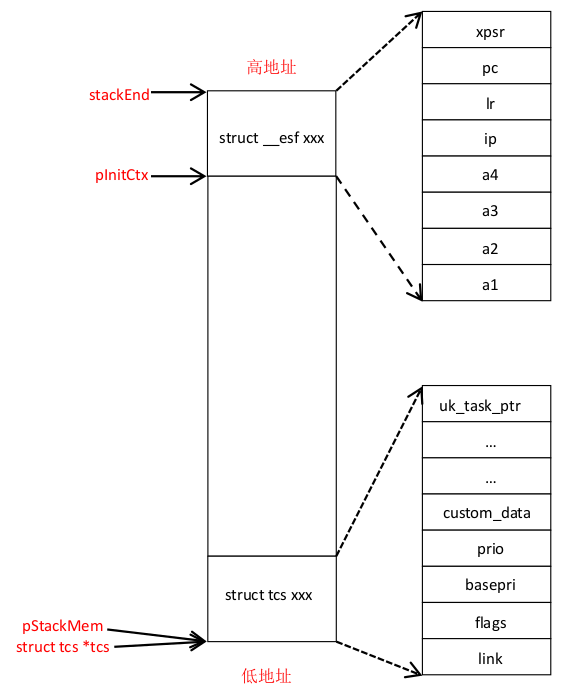 高地址
stackEnd
struct __esf xxx
pInitCtx
xpsr
pc
lr
ip
a4
a3
a2
a1
uk_task_ptr
...
...
custom_data
prio
basepri
flags
link
struct tcs xxx
pStackMem
struct tcs *tcs
低地址